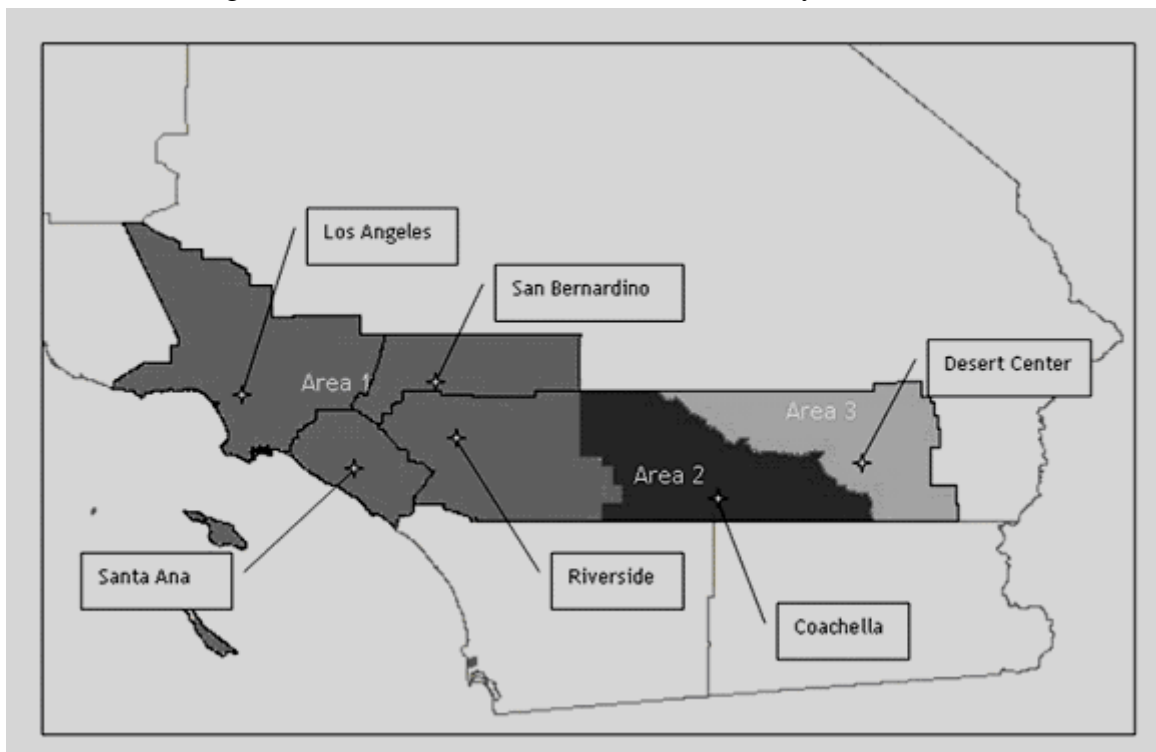 Los Angeles
San Bernardino
Desert Center
Area 1
Area 3
Area 2
Santa Ana
Riverside
Coachella